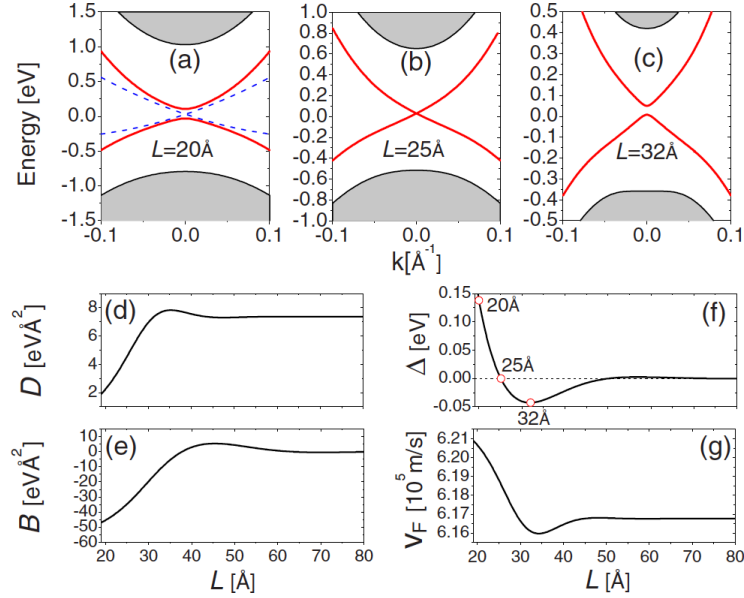 (a)
(b)
(c)
Energy [eV]
1.5
1.0
0.5
0.0
-0.5
-1.0
-1.5
1.0
0.8
0.6
0.4
0.2
0.0
-0.2
-0.4
-0.6
-0.8
-1.0
0.5
0.4
0.3
0.2
0.1
0.0
-0.1
-0.2
-0.3
-0.4
-0.5
L=20Å
L=25Å
L=32Å
-0.1 0.0 0.1
-0.1 0.0 0.1
-0.1 0.0 0.1
k[Å⁻¹]
(d)
D [eVÅ²]
8
6
4
2
(f)
Δ [eV]
0.15
0.10
0.05
0.00
-0.05
20Å
25Å
32Å
(e)
B [eVÅ²]
10
0
-10
-20
-30
-40
-50
-60
20 30 40 50 60 70 80
L [Å]
(g)
v_F [10⁵ m/s]
6.21
6.20
6.19
6.18
6.17
6.16
20 30 40 50 60 70 80
L [Å]